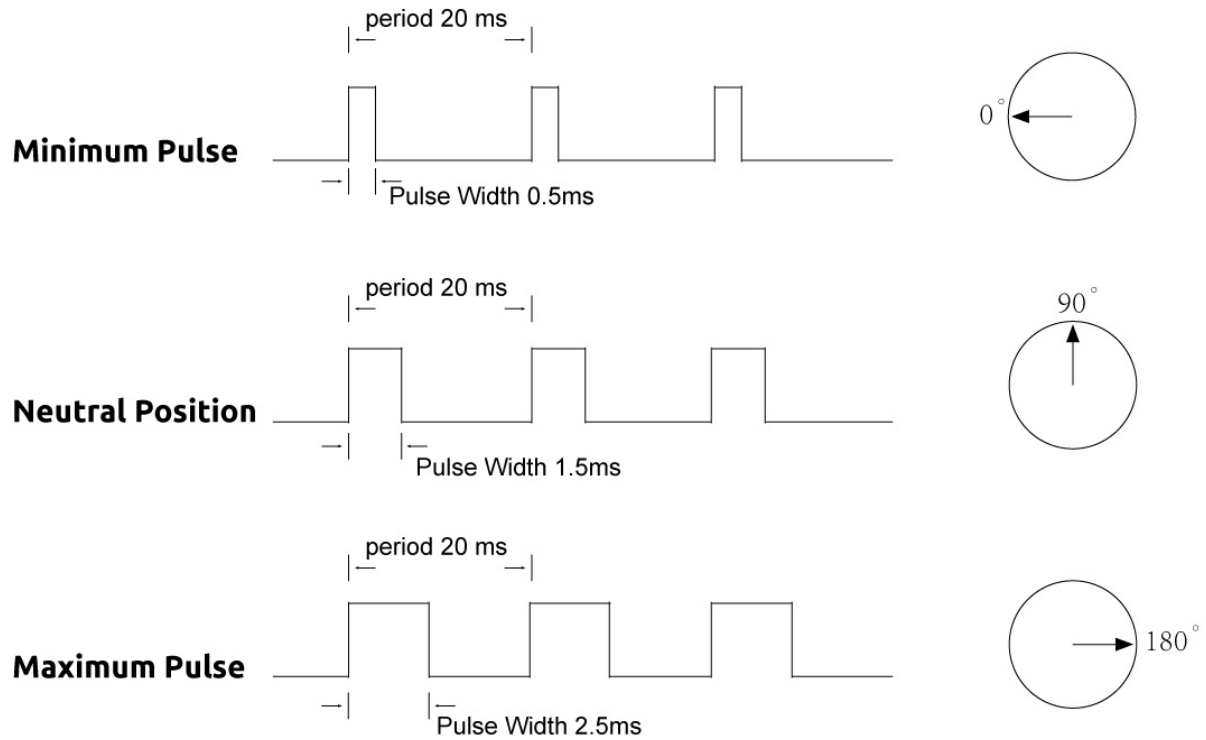 period 20 ms
0°
Minimum Pulse
Pulse Width 0.5ms
period 20 ms
90°
Neutral Position
Pulse Width 1.5ms
period 20 ms
180°
Maximum Pulse
Pulse Width 2.5ms